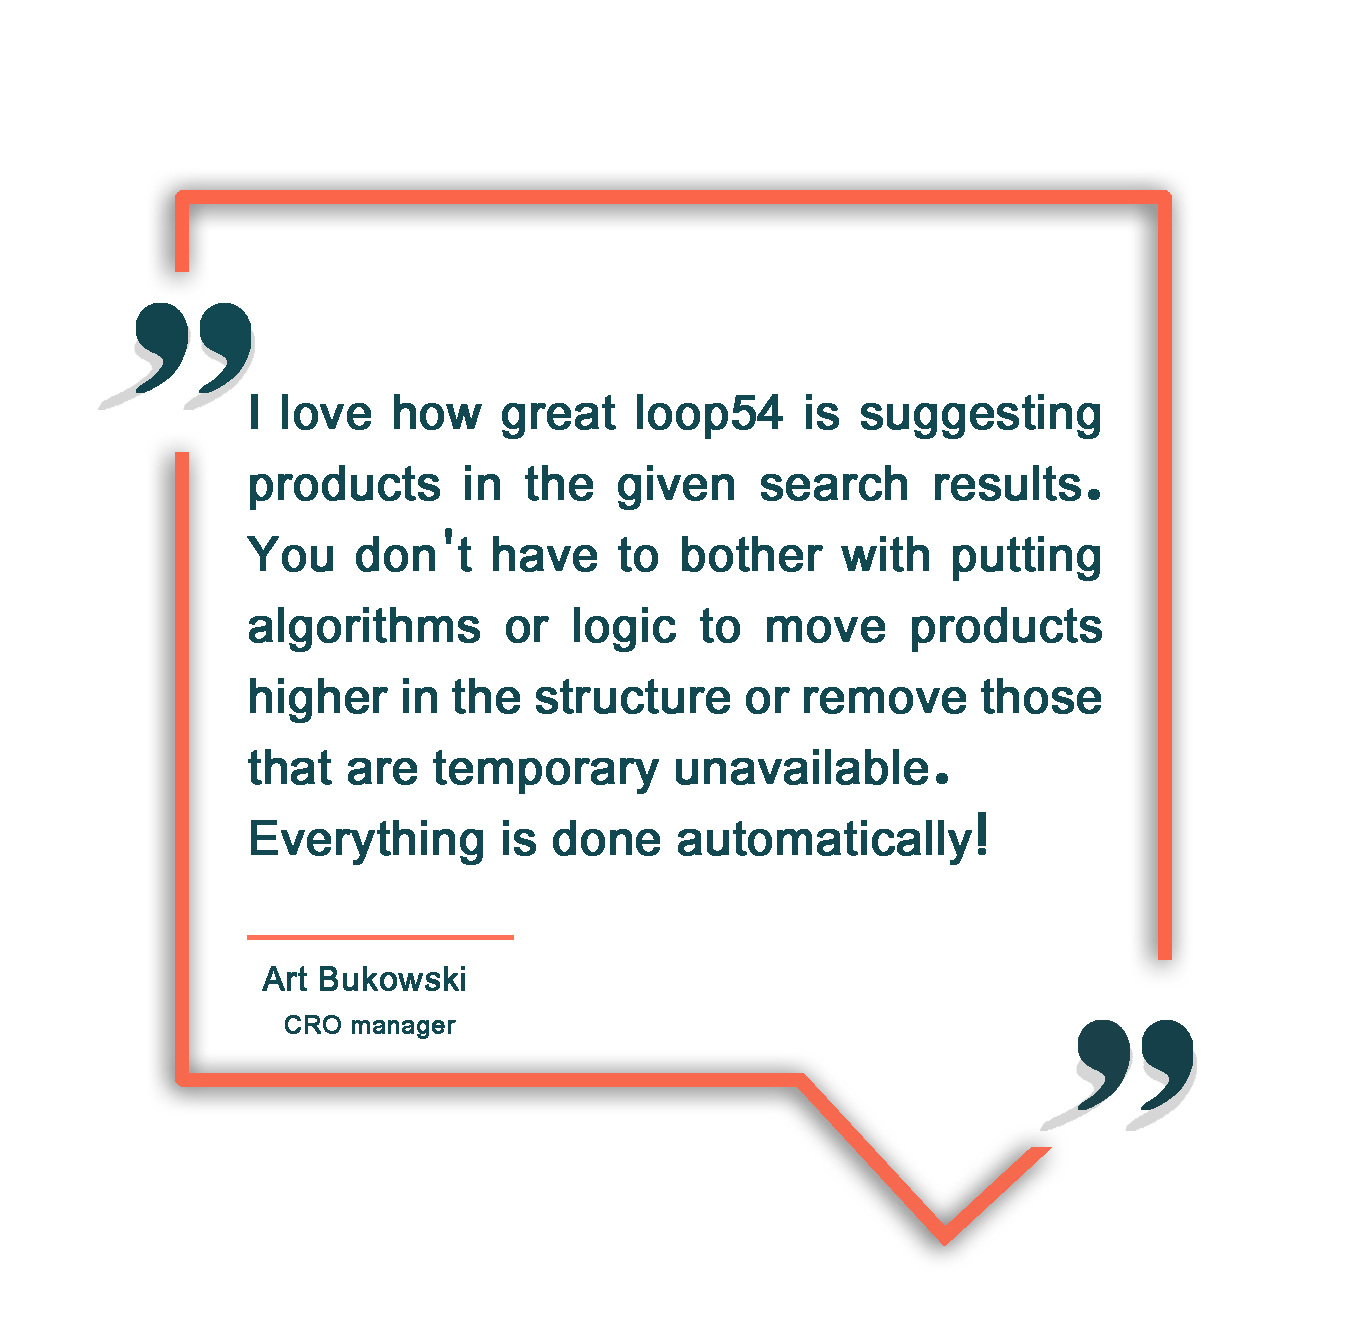 ”
I love how great loop54 is suggesting
products in the given search results.
You don't have to bother with putting
algorithms or logic to move products
higher in the structure or remove those
that are temporary unavailable.
Everything is done automatically!
Art Bukowski
CRO manager
”